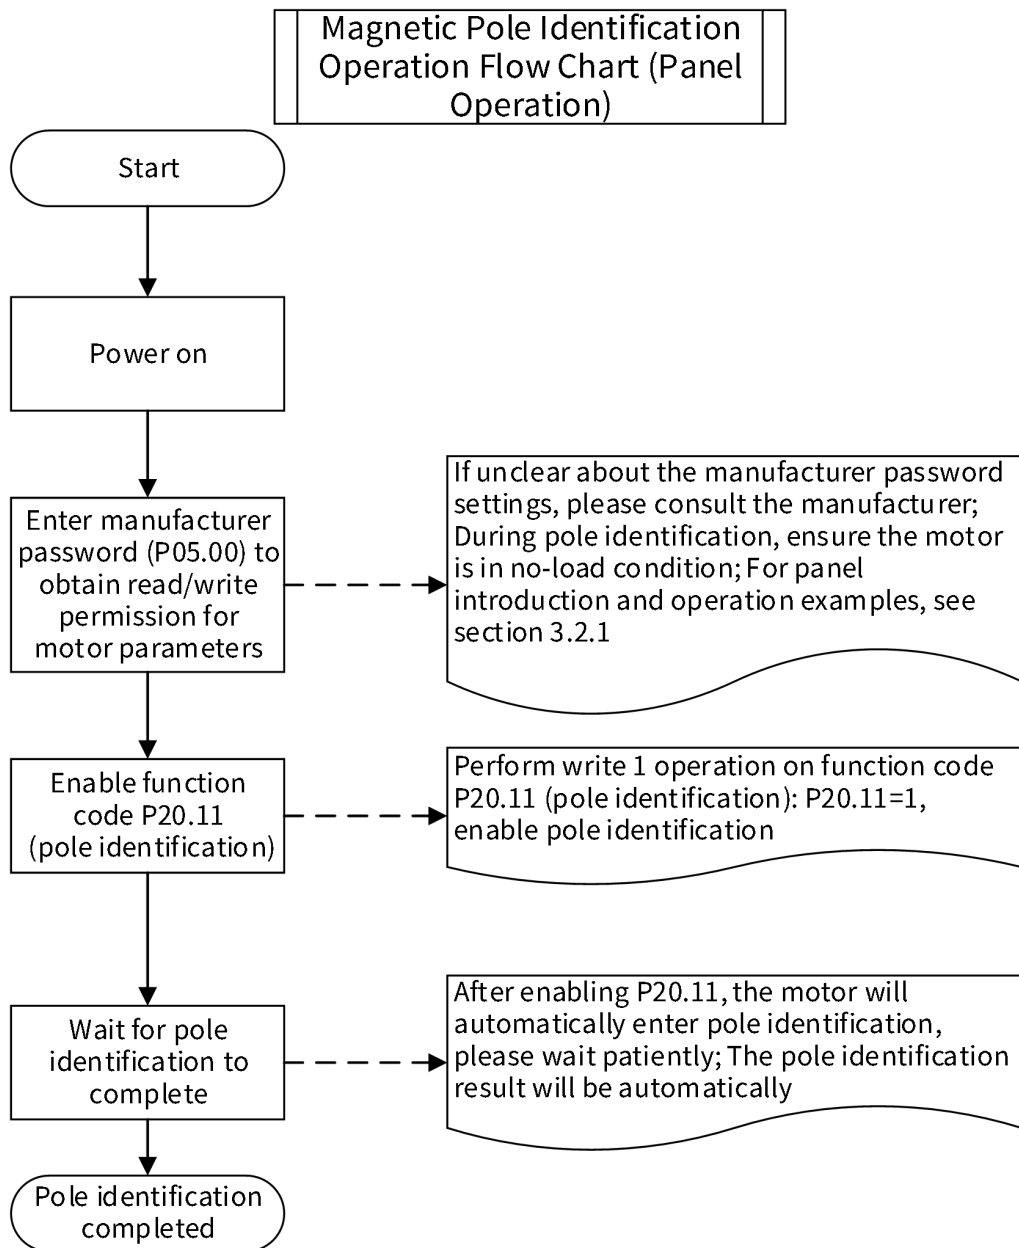 Magnetic Pole Identification
Operation Flow Chart (Panel
Operation)
Start
Power on
Enter manufacturer
password (P05.00) to
obtain read/write
permission for
motor parameters
If unclear about the manufacturer password
settings, please consult the manufacturer;
During pole identification, ensure the motor
is in no-load condition; For panel
introduction and operation examples, see
section 3.2.1
Enable function
code P20.11
(pole identification)
Perform write 1 operation on function code
P20.11 (pole identification): P20.11=1,
enable pole identification
Wait for pole
identification to
complete
After enabling P20.11, the motor will
automatically enter pole identification,
please wait patiently; The pole identification
result will be automatically
Pole identification
completed